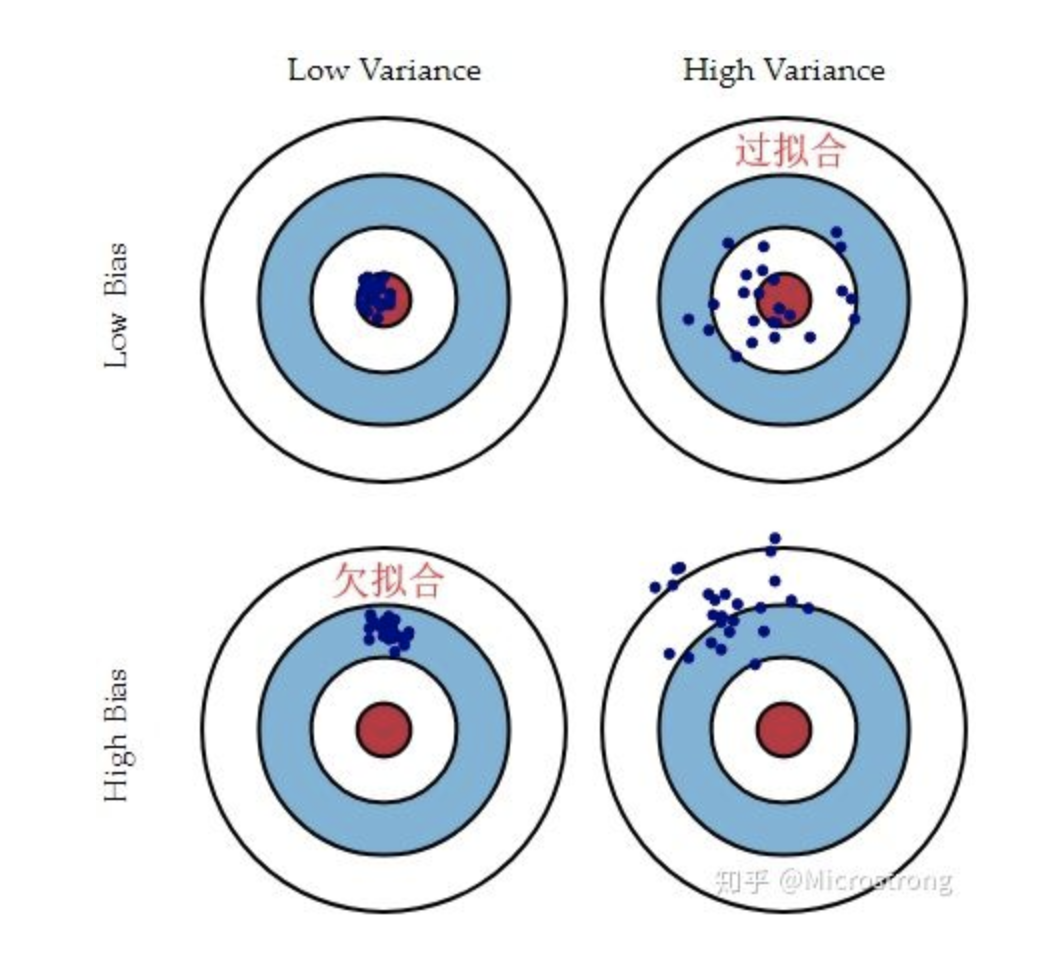 Low Variance
High Variance
过拟合
Low Bias
欠拟合
High Bias
知乎 @Microstrong